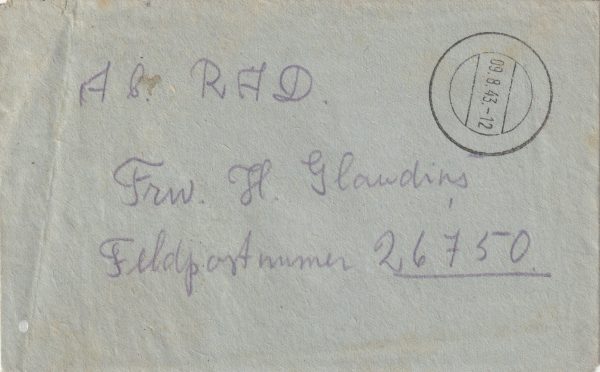 Ab. RAD.
09.8.43.-12
Frw. H. Glaudins
Feldpostnummer 26750.